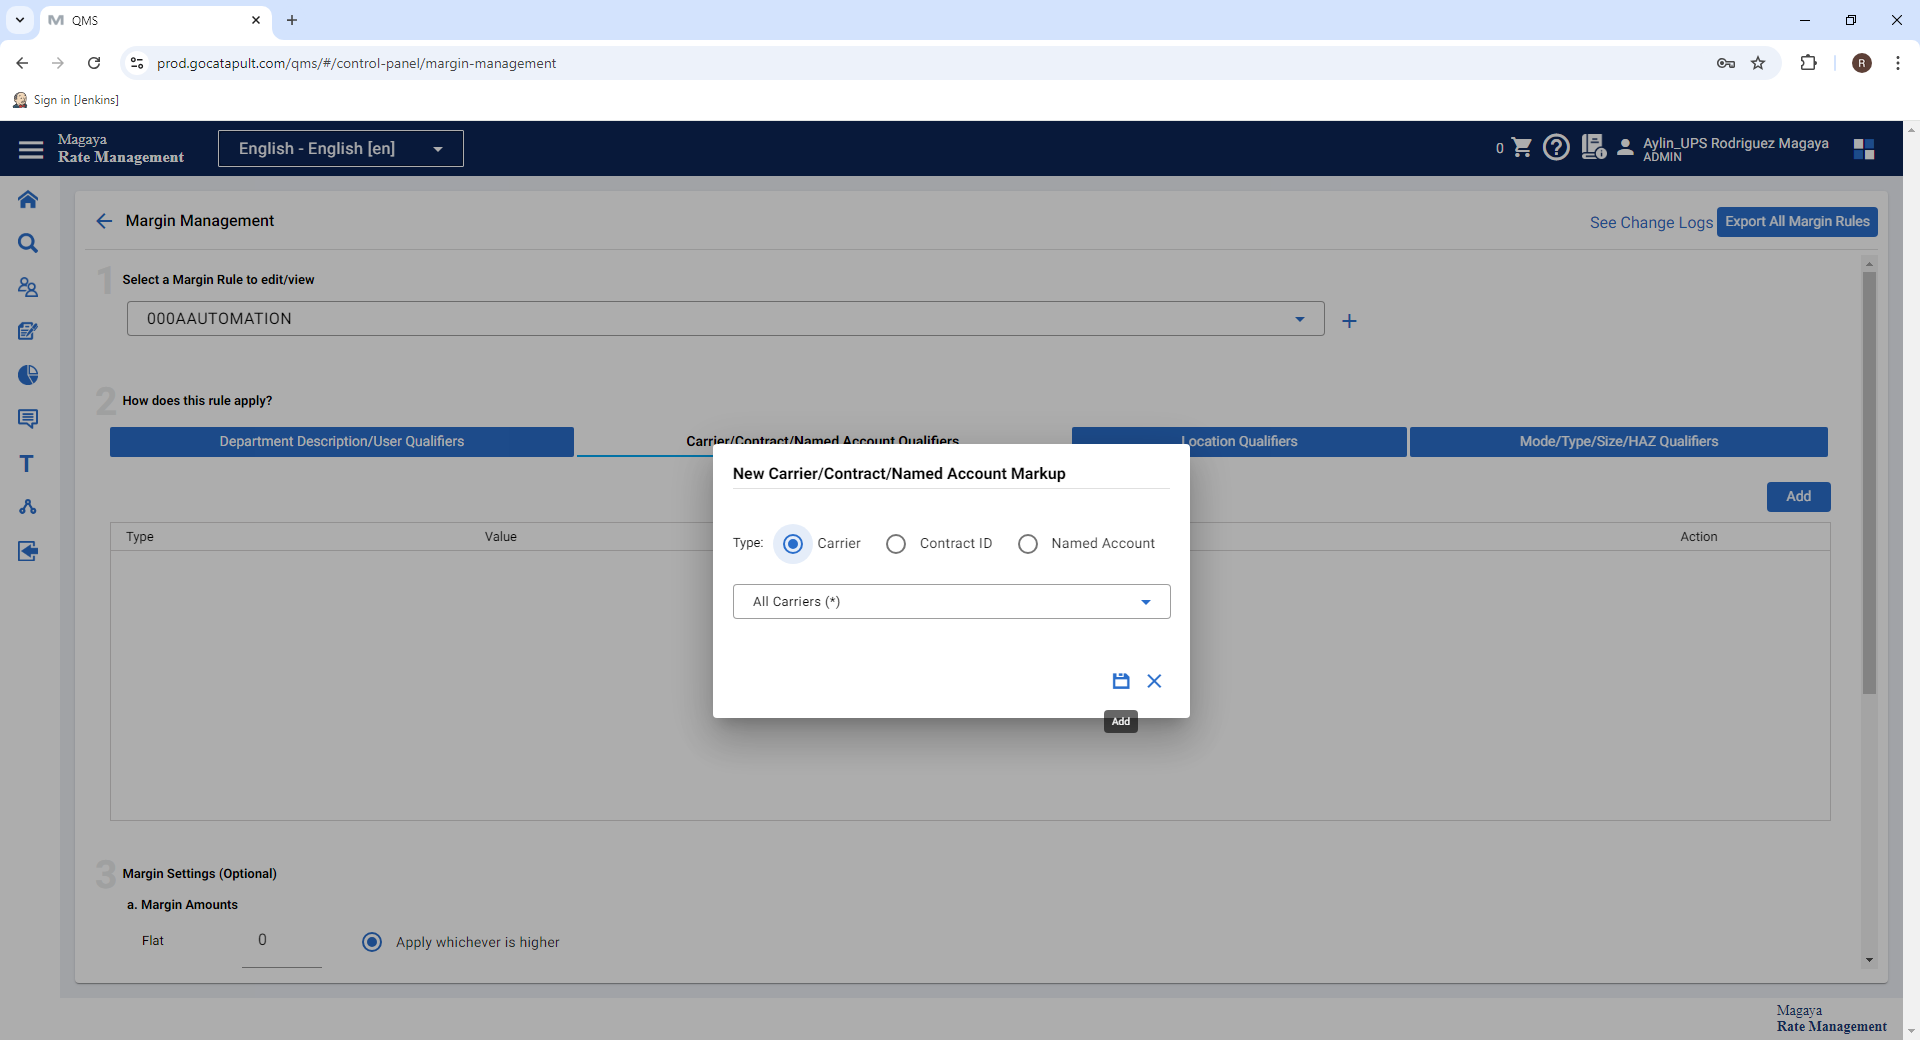 QMS
prod.gocatapult.com/qms/#/control-panel/margin-management
R
Sign in [Jenkins]
Magaya
Rate Management
English - English [en]
0
Aylin_UPS Rodriguez Magaya
ADMIN
Margin Management
See Change Logs
Export All Margin Rules
1
Select a Margin Rule to edit/view
000AAUTOMATION
2
How does this rule apply?
Department Description/User Qualifiers
Carrier/Contract/Named Account Qualifiers
Location Qualifiers
Mode/Type/Size/HAZ Qualifiers
New Carrier/Contract/Named Account Markup
Add
Type
Value
Action
Type:
Carrier
Contract ID
Named Account
All Carriers (*)
Add
3
Margin Settings (Optional)
a. Margin Amounts
Flat
0
Apply whichever is higher
Magaya
Rate Management